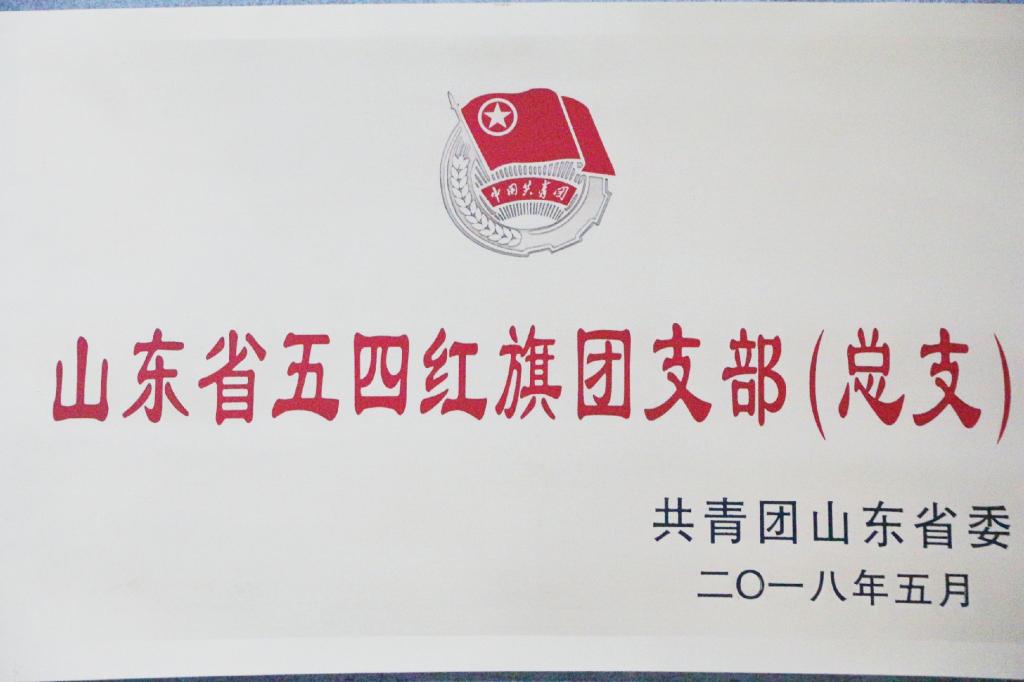 中国共青团
山东省五四红旗团支部(总支)
共青团山东省委
二〇一八年五月